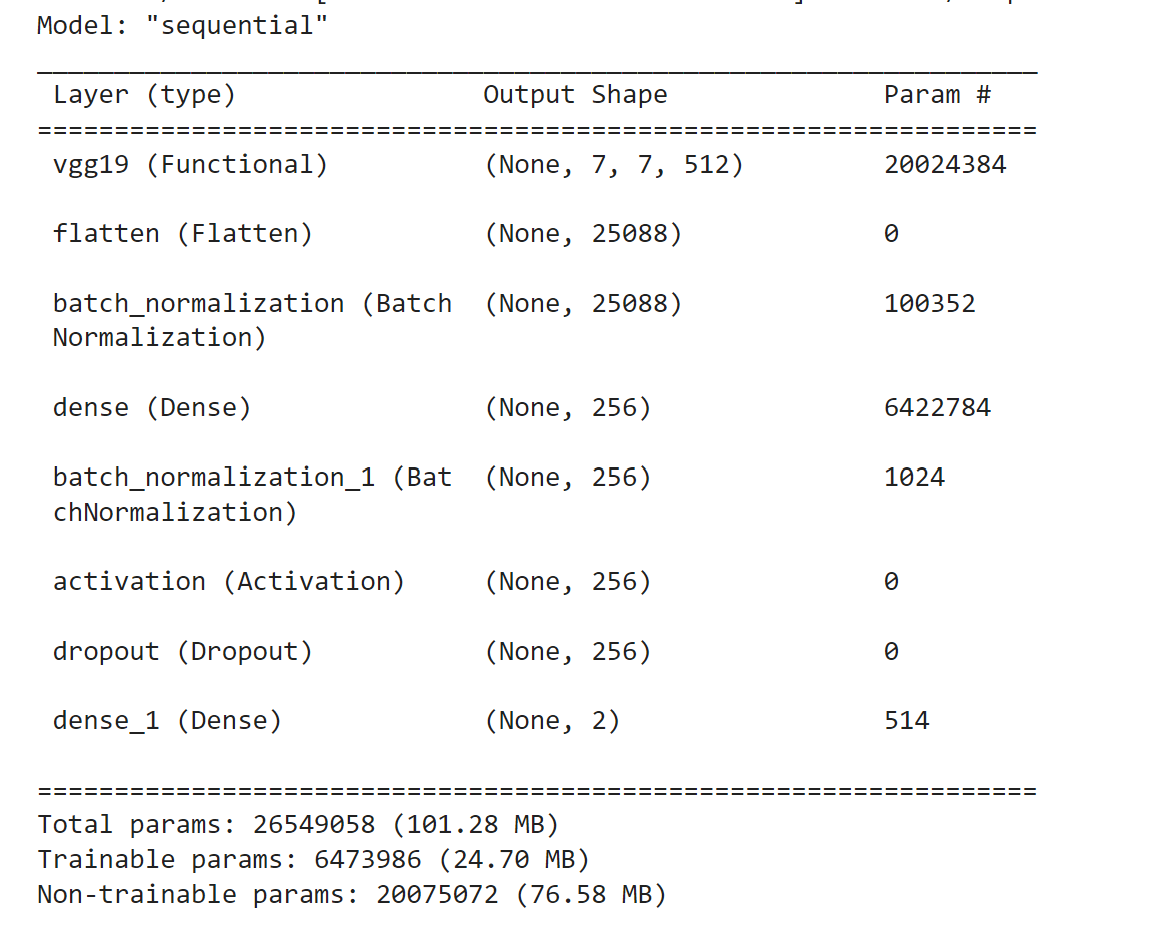 Model: "sequential"
_________________________________________________________________
Layer (type) Output Shape Param #
=================================================================
vgg19 (Functional) (None, 7, 7, 512) 20024384
flatten (Flatten) (None, 25088) 0
batch_normalization (Batch (None, 25088) 100352
Normalization)
dense (Dense) (None, 256) 6422784
batch_normalization_1 (Bat (None, 256) 1024
chNormalization)
activation (Activation) (None, 256) 0
dropout (Dropout) (None, 256) 0
dense_1 (Dense) (None, 2) 514
=================================================================
Total params: 26549058 (101.28 MB)
Trainable params: 6473986 (24.70 MB)
Non-trainable params: 20075072 (76.58 MB)